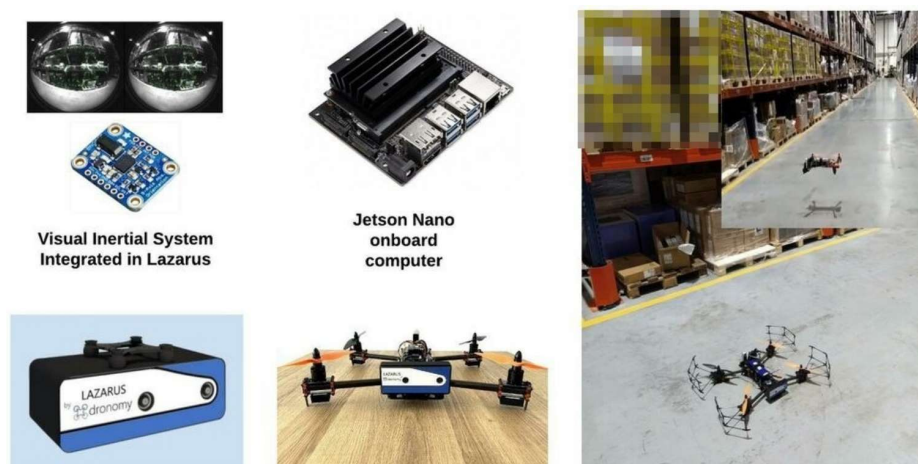 Visual Inertial System
Integrated in Lazarus
Jetson Nano
onboard
computer
LAZARUS
by dronomy
LAZARUS
dronomy